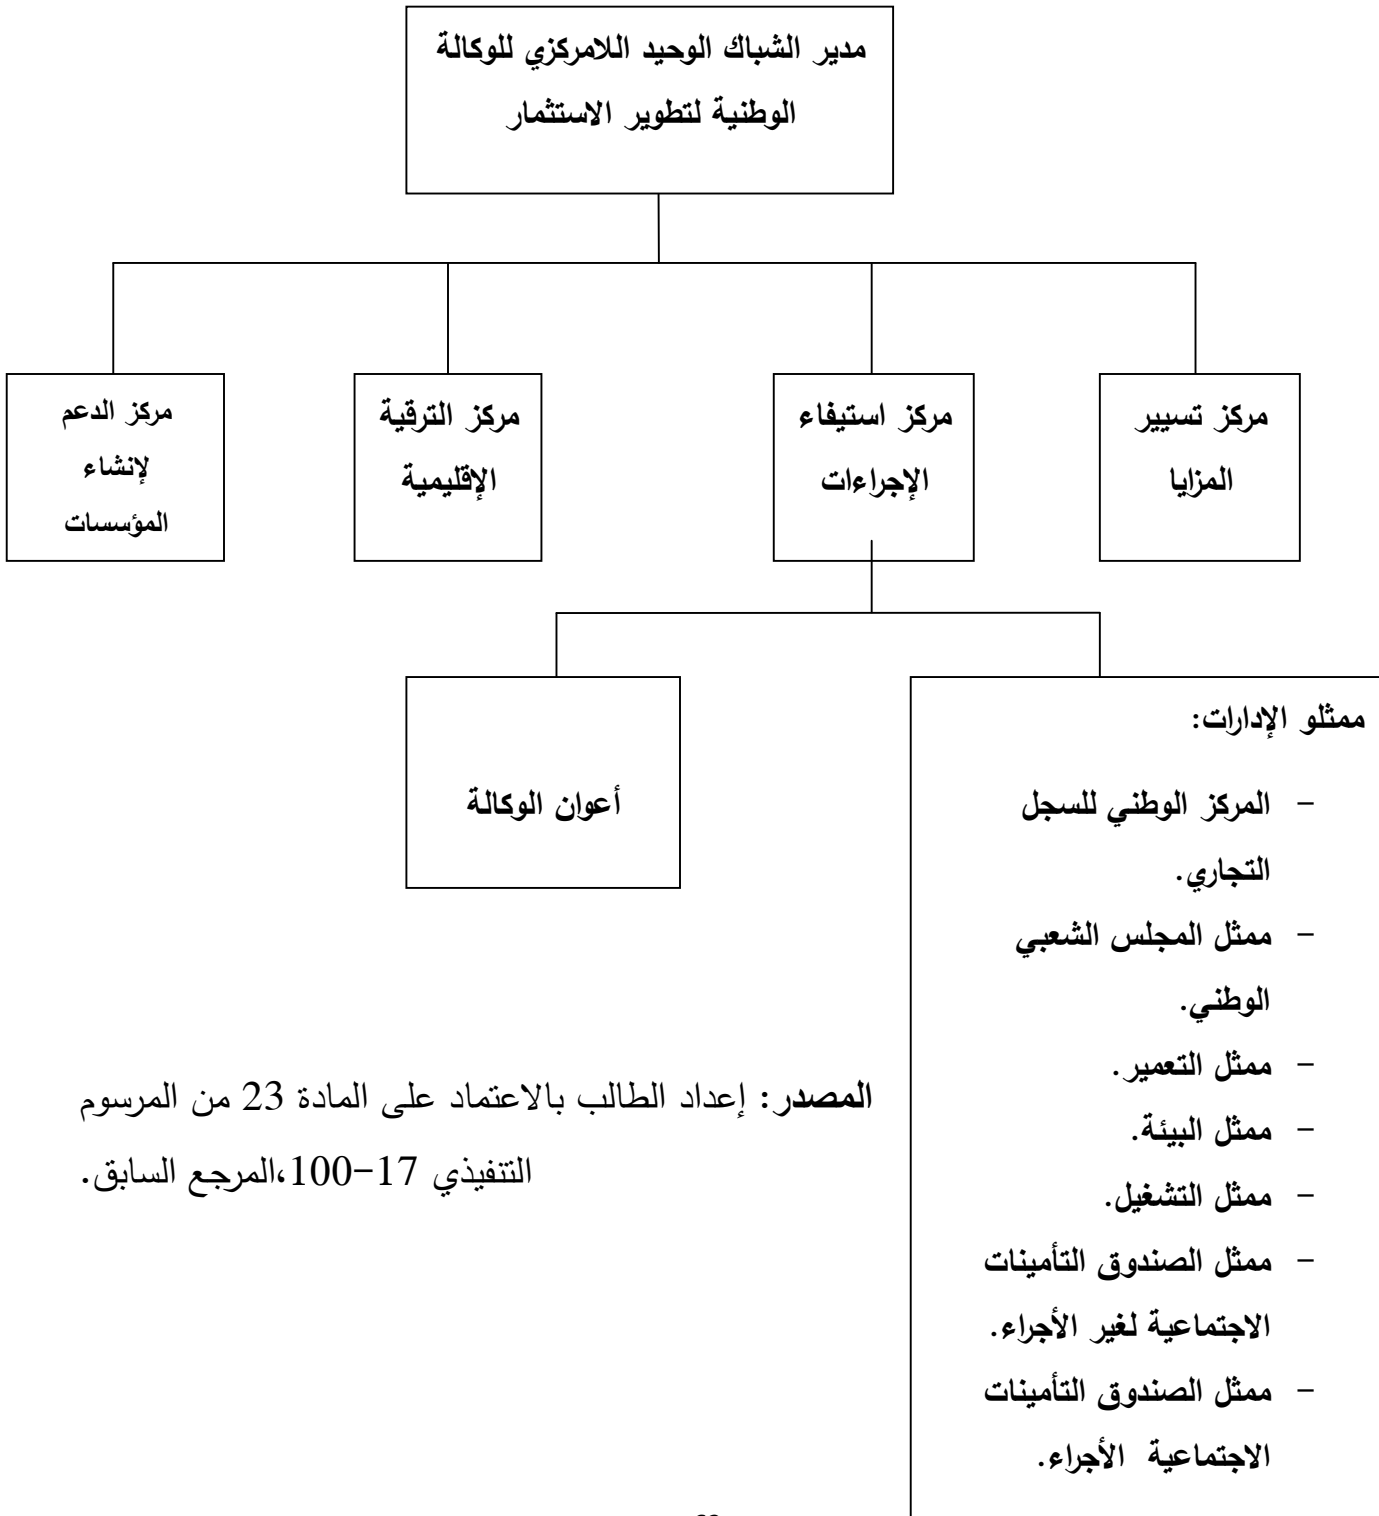 مدير الشباك الوحيد اللامركزي للوكالة
الوطنية لتطوير الاستثمار
مركز تسيير
المزايا
مركز استيفاء
الإجراءات
مركز الترقية
الإقليمية
مركز الدعم
لإنشاء
المؤسسات
ممثلو الإدارات:
- المركز الوطني للسجل
التجاري.
- ممثل المجلس الشعبي
الوطني.
- ممثل التعمير.
- ممثل البيئة.
- ممثل التشغيل.
- ممثل الصندوق التأمينات
الاجتماعية لغير الأجراء.
- ممثل الصندوق التأمينات
الاجتماعية الأجراء.
أعوان الوكالة
المصدر: إعداد الطالب بالاعتماد على المادة 23 من المرسوم
التنفيذي 17-100،المرجع السابق.